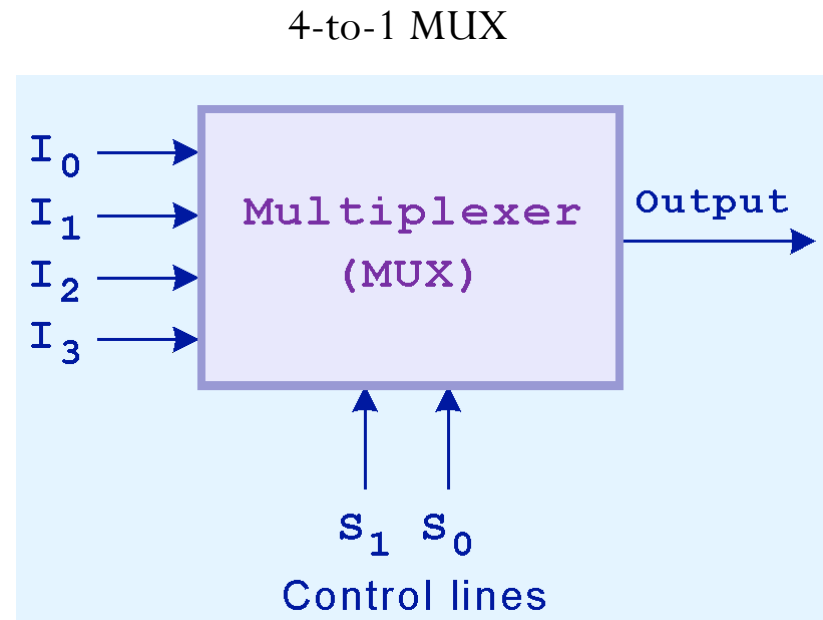 4-to-1 MUX
I0
I1
I2
I3
Multiplexer
(MUX)
Output
S1 S0
Control lines